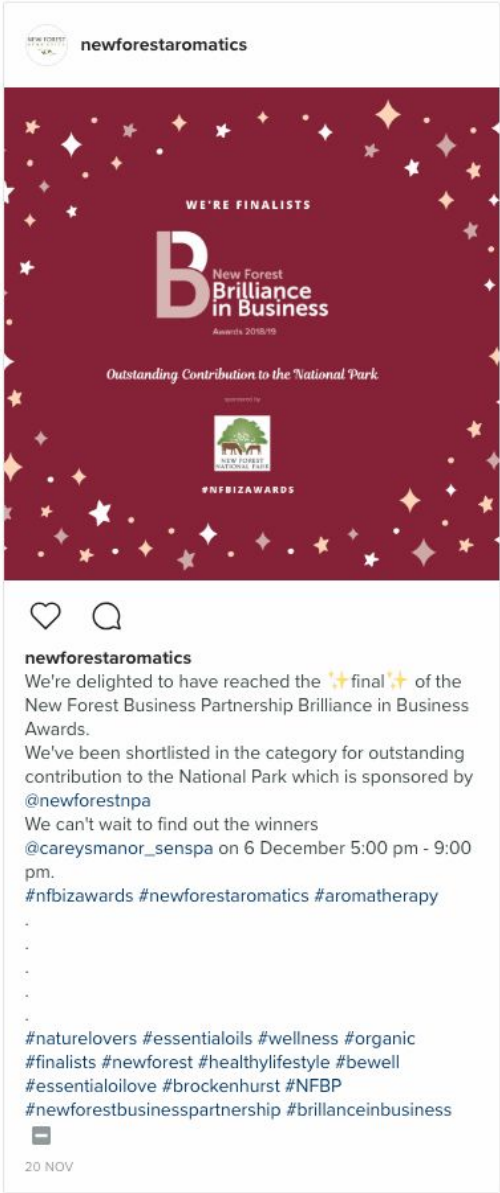 NEW FOREST
newforestaromatics
WE'RE FINALISTS
B
New Forest
Brilliance
in Business
Awards 2018/19
Outstanding Contribution to the National Park
sponsored by
NEW FOREST
NATIONAL PARK
#NFBIZAWARDS
newforestaromatics
We're delighted to have reached the ✨final✨ of the
New Forest Business Partnership Brilliance in Business
Awards.
We've been shortlisted in the category for outstanding
contribution to the National Park which is sponsored by
@newforestnpa
We can't wait to find out the winners
@careysmanor_senspa on 6 December 5:00 pm - 9:00
pm.
#nfbizawards #newforestaromatics #aromatherapy
.
.
.
.
.
#naturelovers #essentialoils #wellness #organic
#finalists #newforest #healthylifestyle #bewell
#essentialoilove #brockenhurst #NFBP
#newforestbusinesspartnership #brillanceinbusiness
➖
20 NOV